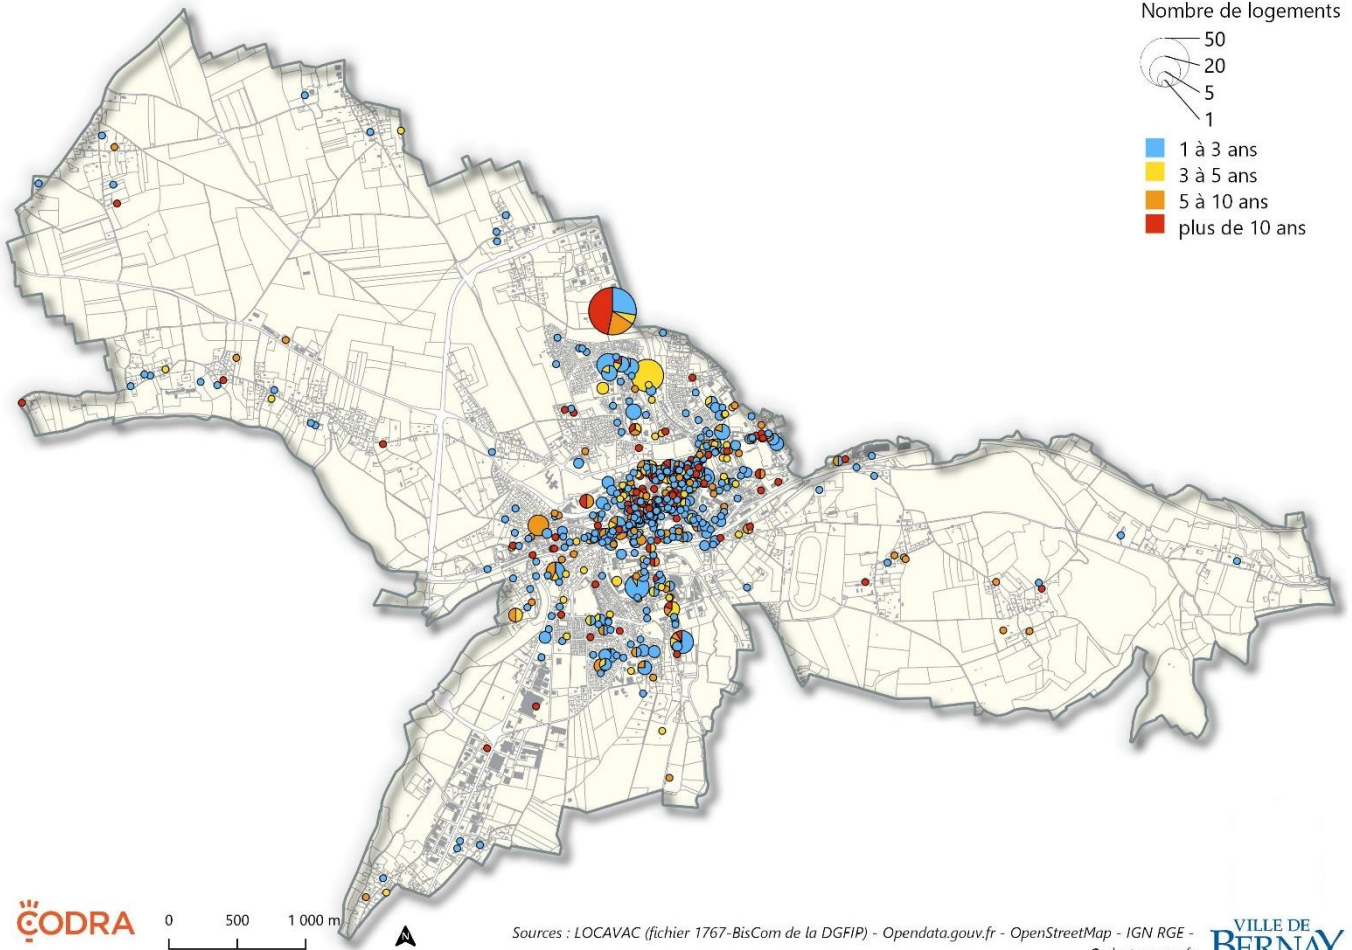 Nombre de logements
50
20
5
1
1 à 3 ans
3 à 5 ans
5 à 10 ans
plus de 10 ans
CODRA
0 500 1 000 m
N
Sources : LOCAVAC (fichier 1767-BisCom de la DGFIP) - Opendata.gouv.fr - OpenStreetMap - IGN RGE -
VILLE DE
BERNAY